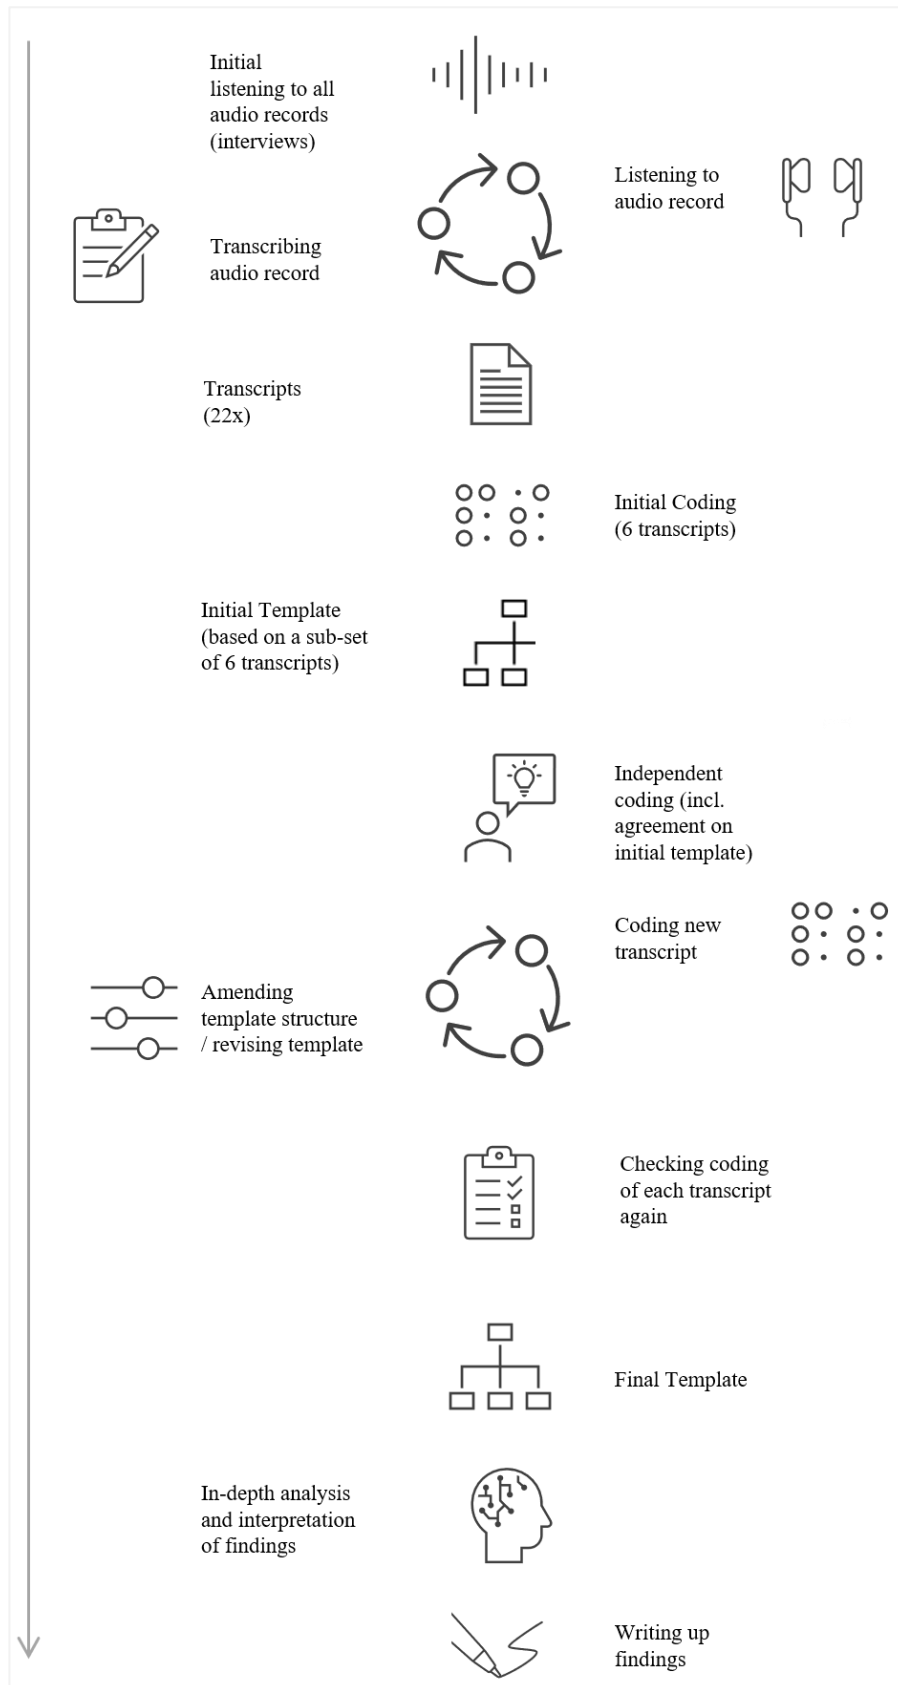 Initial
listening to all
audio records
(interviews)
Listening to
audio record
Transcribing
audio record
Transcripts
(22x)
Initial Coding
(6 transcripts)
Initial Template
(based on a sub-set
of 6 transcripts)
Independent
coding (incl.
agreement on
initial template)
Coding new
transcript
Amending
template structure
/ revising template
Checking coding
of each transcript
again
Final Template
In-depth analysis
and interpretation
of findings
Writing up
findings